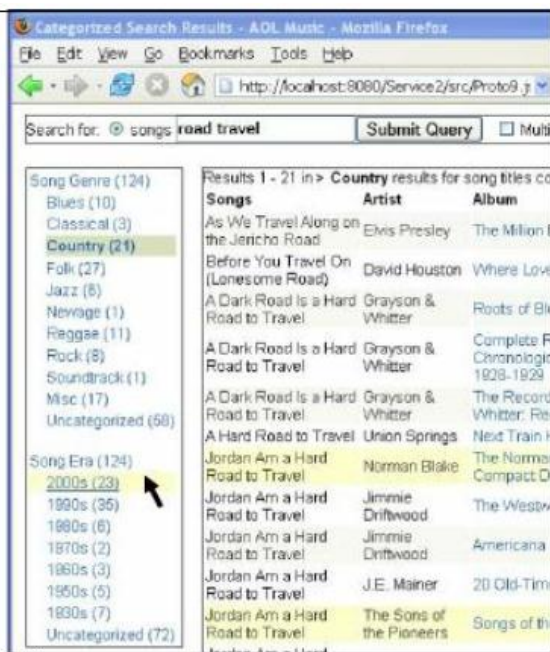 Categorized Search Results - AOL Music - Mozilla Firefox
File Edit View Go Bookmarks Tools Help
http://localhost:8080/Service2/src/Proto9.j
Search for: songs road travel Submit Query Multi
Song Genre (124)
Blues (10)
Classical (3)
Country (21)
Folk (27)
Jazz (8)
Newage (1)
Reggae (11)
Rock (8)
Soundtrack (1)
Misc (17)
Uncategorized (58)
Song Era (124)
2000s (23)
1990s (35)
1980s (6)
1970s (2)
1960s (3)
1950s (5)
1930s (7)
Uncategorized (72)
Results 1 - 21 in > Country results for song titles co
Songs Artist Album
As We Travel Along on Elvis Presley The Million
the Jericho Road
Before You Travel On David Houston Where Love
(Lonesome Road)
A Dark Road Is a Hard Grayson & Roots of Bl
Road to Travel Whitter
A Dark Road Is a Hard Grayson & Complete R
Road to Travel Whitter Chronologic
1928-1929
A Dark Road Is a Hard Grayson & The Record
Road to Travel Whitter Whitter: Re
A Hard Road to Travel Union Springs Next Train
Jordan Am a Hard Norman Blake The Norma
Road to Travel Compact D
Jordan Am a Hard Jimmie The Westw
Road to Travel Driftwood
Jordan Am a Hard Jimmie Americana
Road to Travel Driftwood
Jordan Am a Hard J.E. Mainer 20 Old-Tim
Road to Travel
Jordan Am a Hard The Sons of Songs of th
Road to Travel the Pioneers